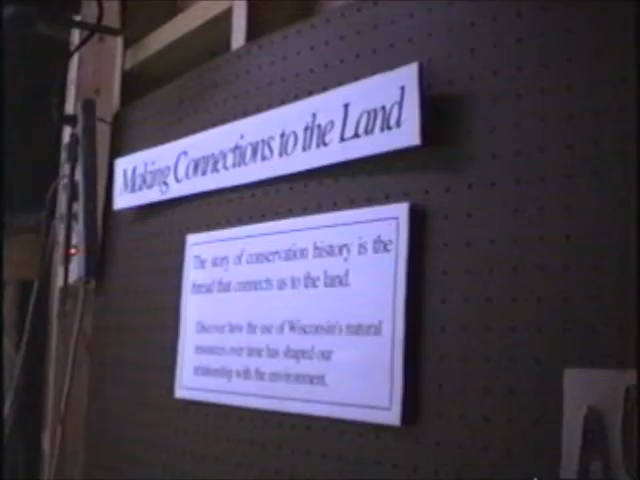 Making Connections to the Land
The story of conservation history is the
thread that connects us to the land.
Discover how the use of Wisconsin's natural
resources over time has shaped our
relationship with the environment.